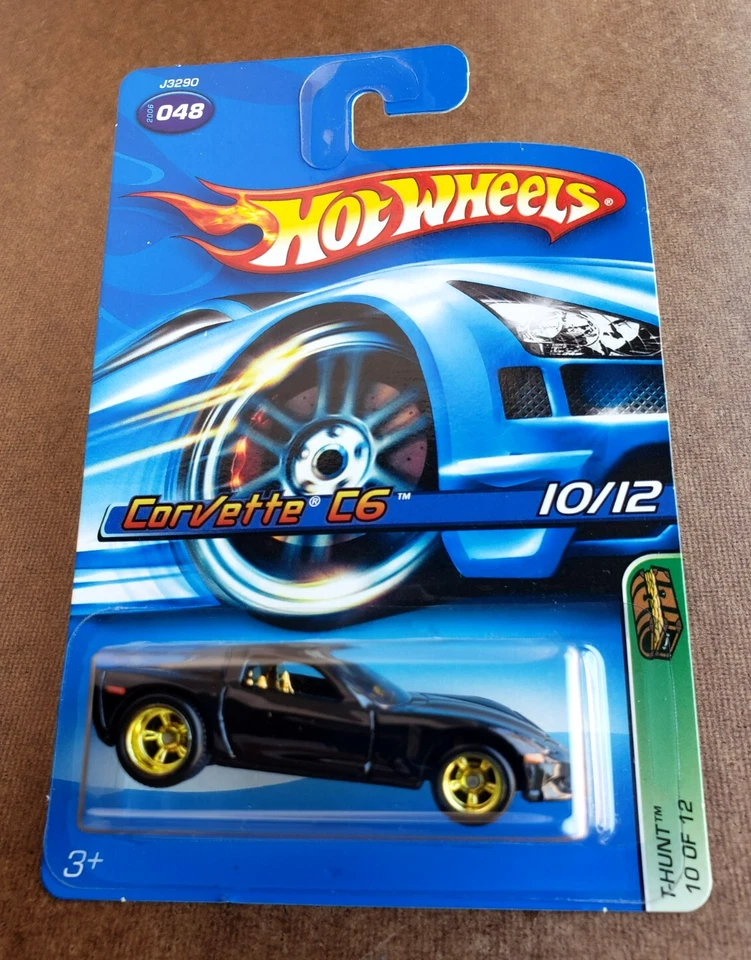 J3290
2006 048
HOT WHEELS®
Corvette® C6™
10/12
T-HUNT™
10 OF 12
3+